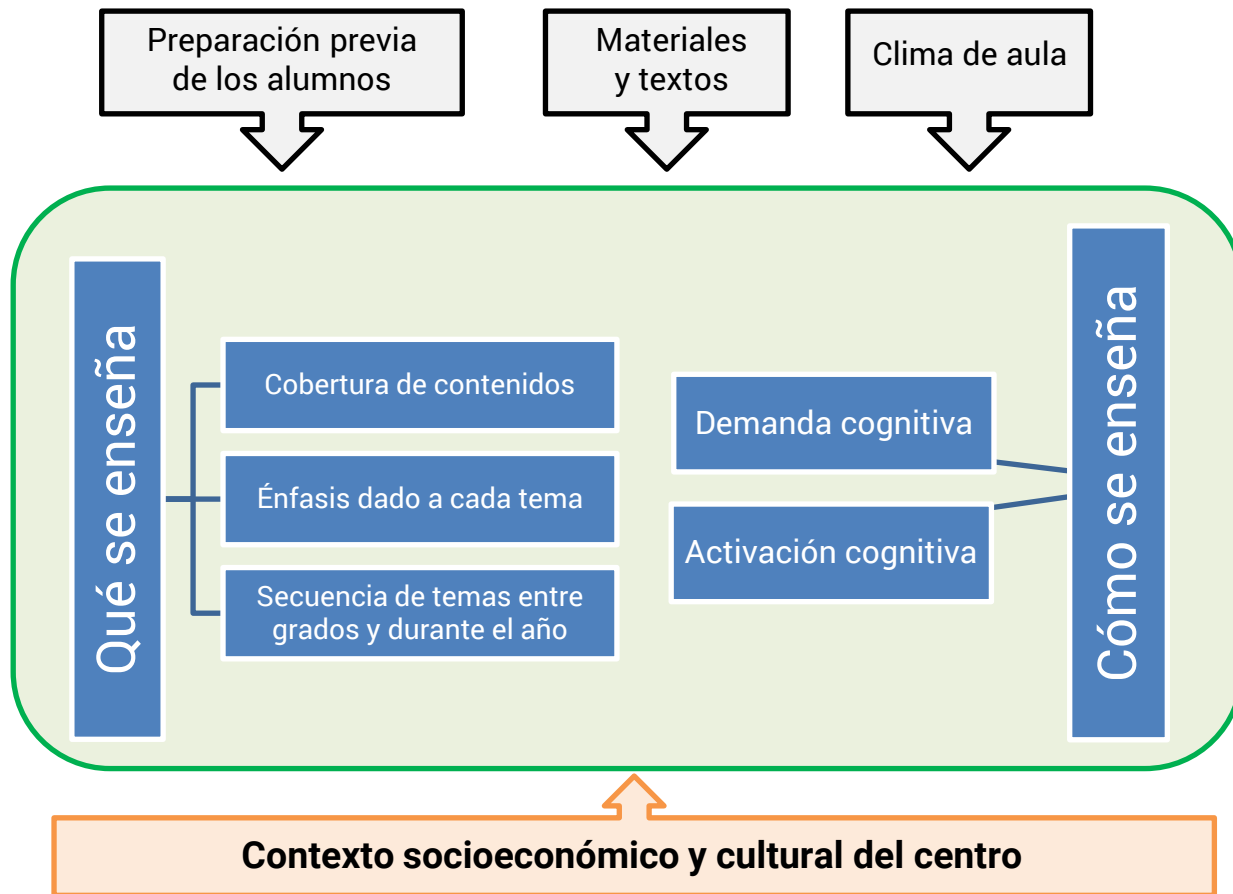 Preparación previa
de los alumnos
Materiales
y textos
Clima de aula
Qué se enseña
Cobertura de contenidos
Énfasis dado a cada tema
Secuencia de temas entre
grados y durante el año
Demanda cognitiva
Activación cognitiva
Cómo se enseña
Contexto socioeconómico y cultural del centro